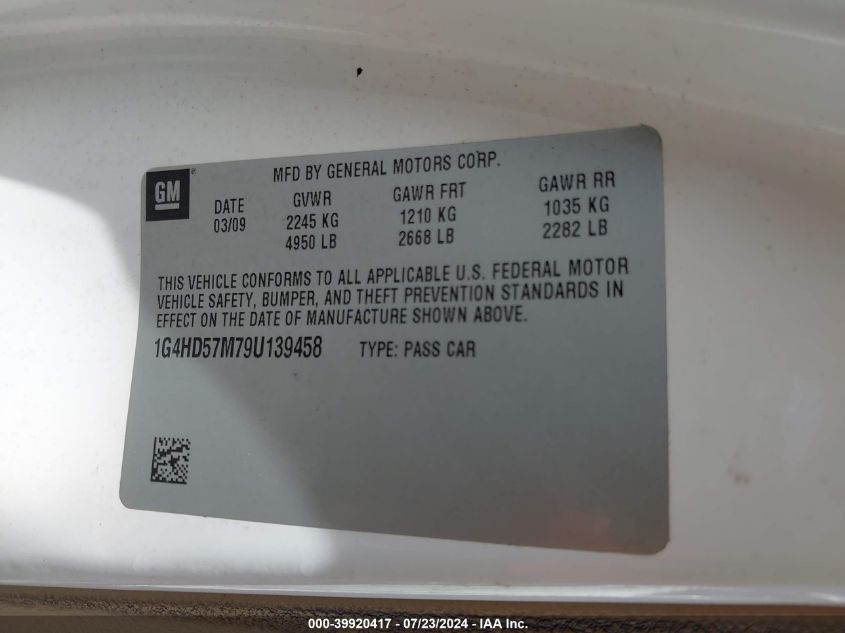 MFD BY GENERAL MOTORS CORP.
GM®
DATE GVWR GAWR FRT GAWR RR
03/09 2245 KG 1210 KG 1035 KG
4950 LB 2668 LB 2282 LB
THIS VEHICLE CONFORMS TO ALL APPLICABLE U.S. FEDERAL MOTOR
VEHICLE SAFETY, BUMPER, AND THEFT PREVENTION STANDARDS IN
EFFECT ON THE DATE OF MANUFACTURE SHOWN ABOVE.
1G4HD57M79U139458 TYPE: PASS CAR
000-39920417 - 07/23/2024 - IAA Inc.